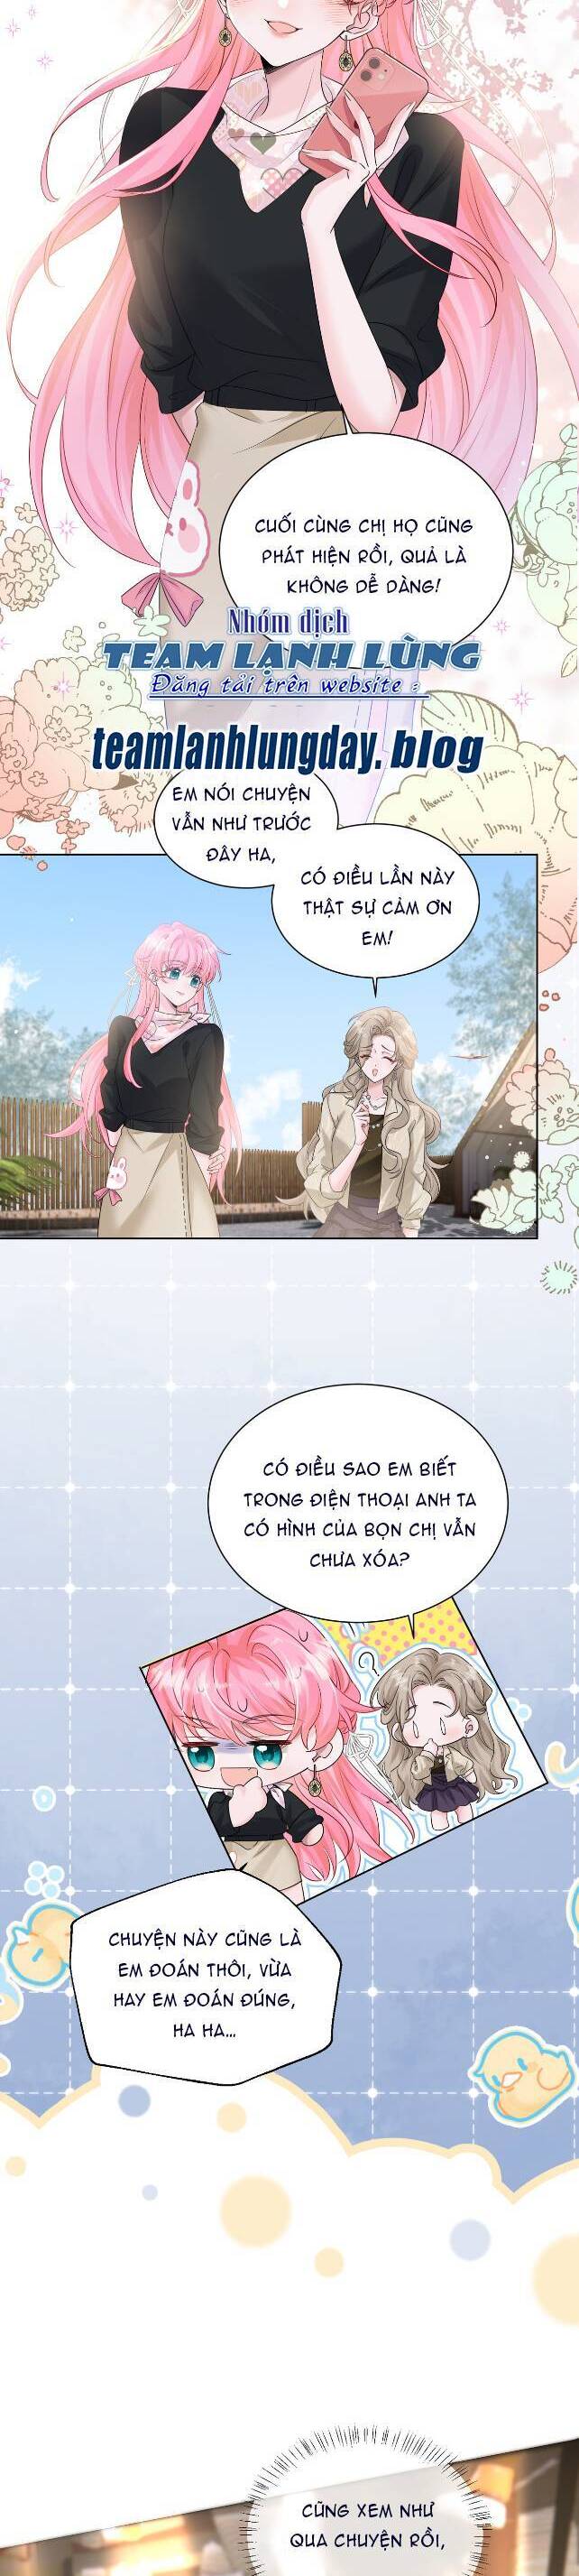 CUỐI CÙNG CHỊ HỌ CŨNG
PHÁT HIỆN RỒI, QUẢ LÀ
KHÔNG DỄ DÀNG!
Nhóm dịch
TEAM LẠNH LÙNG
Đăng tải trên website :
teamlanhlungday.blog
EM NÓI CHUYỆN
VẪN NHƯ TRƯỚC
ĐÂY HA,
CÓ ĐIỀU LẦN NÀY
THẬT SỰ CẢM ƠN
EM!
CÓ ĐIỀU SAO EM BIẾT
TRONG ĐIỆN THOẠI ANH TA
CÓ HÌNH CỦA BỌN CHỊ VẪN
CHƯA XÓA?
?
CHUYỆN NÀY CŨNG LÀ
EM ĐOÁN THÔI, VỪA
HAY EM ĐOÁN ĐÚNG,
HA HA...
CŨNG XEM NHƯ
QUA CHUYỆN RỒI,